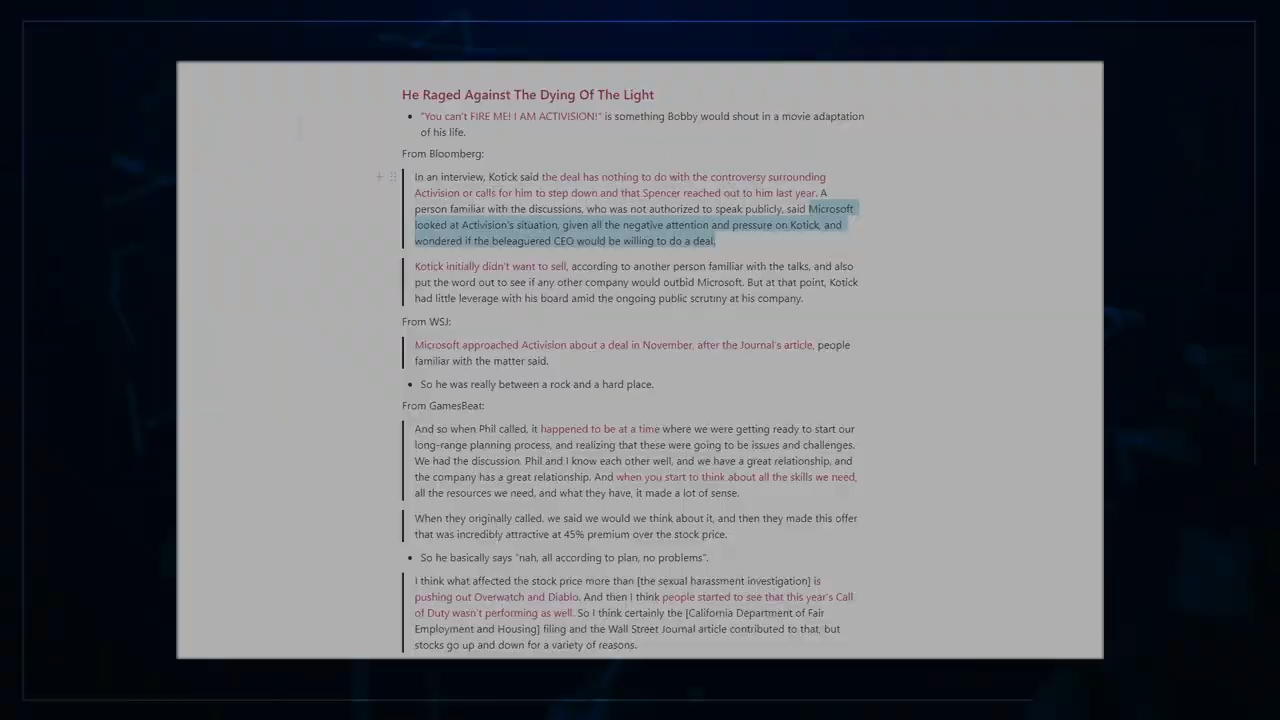 He Raged Against The Dying Of The Light
• "You can't FIRE ME! I AM ACTIVISION!" is something Bobby would shout in a movie adaptation
of his life.
From Bloomberg:
In an interview, Kotick said the deal has nothing to do with the controversy surrounding
Activision or calls for him to step down and that Spencer reached out to him last year. A
person familiar with the discussions, who was not authorized to speak publicly, said Microsoft
looked at Activision's situation, given all the negative attention and pressure on Kotick, and
wondered if the beleaguered CEO would be willing to do a deal.
Kotick initially didn't want to sell, according to another person familiar with the talks, and also
put the word out to see if any other company would outbid Microsoft. But at that point, Kotick
had little leverage with his board amid the ongoing public scrutiny at his company.
From WSJ:
Microsoft approached Activision about a deal in November, after the Journal's article, people
familiar with the matter said.
• So he was really between a rock and a hard place.
From GamesBeat:
And so when Phil called, it happened to be at a time where we were getting ready to start our
long-range planning process, and realizing that these were going to be issues and challenges.
We had the discussion. Phil and I know each other well, and we have a great relationship, and
the company has a great relationship. And when you start to think about all the skills we need,
all the resources we need, and what they have, it made a lot of sense.
When they originally called. we said we would we think about it, and then they made this offer
that was incredibly attractive at 45% premium over the stock price.
• So he basically says "nah, all according to plan, no problems".
I think what affected the stock price more than [the sexual harassment investigation] is
pushing out Overwatch and Diablo. And then I think people started to see that this year's Call
of Duty wasn't performing as well. So I think certainly the [California Department of Fair
Employment and Housing] filing and the Wall Street Journal article contributed to that, but
stocks go up and down for a variety of reasons.